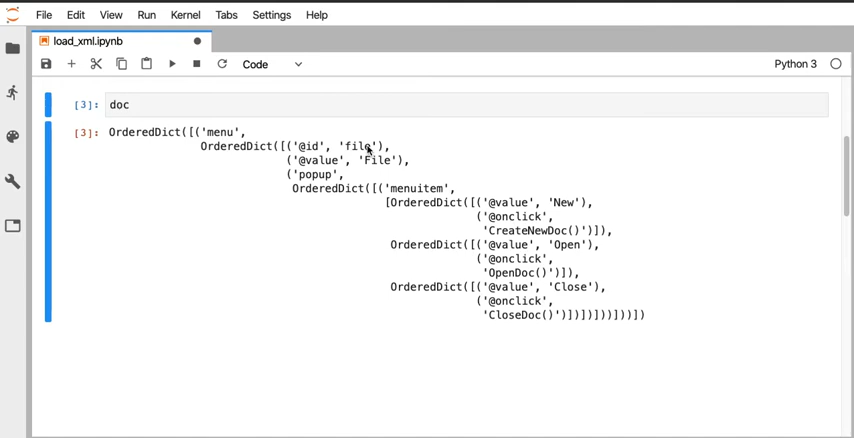 File Edit View Run Kernel Tabs Settings Help
load_xml.ipynb
Code Python 3
[3]: doc
[3]: OrderedDict([('menu',
OrderedDict([('@id', 'file'),
('@value', 'File'),
('popup',
OrderedDict([('menuitem',
[OrderedDict([('@value', 'New'),
('@onclick',
'CreateNewDoc()')]),
OrderedDict([('@value', 'Open'),
('@onclick',
'OpenDoc()')]),
OrderedDict([('@value', 'Close'),
('@onclick',
'CloseDoc()')])])]))]))])